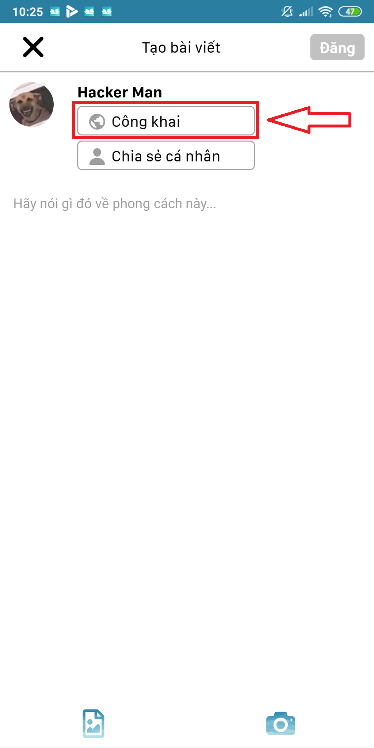 10:25
47
Tạo bài viết
Đăng
Hacker Man
Công khai
Chia sẻ cá nhân
Hãy nói gì đó về phong cách này...